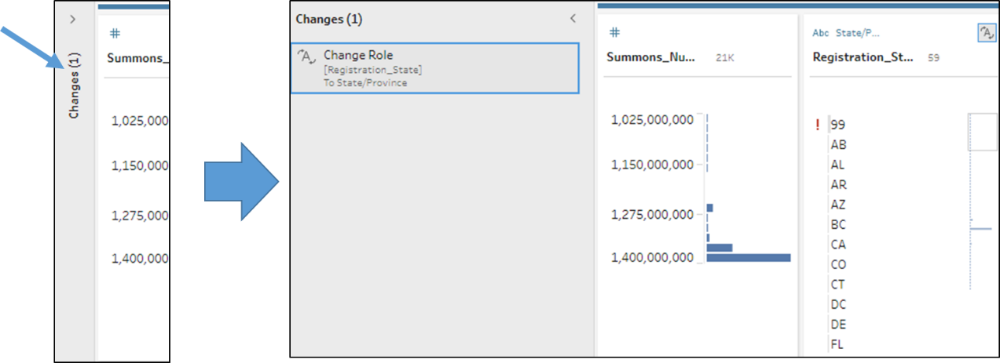 #
Summons_
Changes (1)
1,025,000
1,150,000
1,275,000
1,400,000
Changes (1)
Change Role
[Registration_State]
To State/Province
#
Summons_Nu... 21K
1,025,000,000
1,150,000,000
1,275,000,000
1,400,000,000
Abc State/P...
A
Registration_St... 59
! 99
AB
AL
AR
AZ
BC
CA
CO
CT
DC
DE
FL